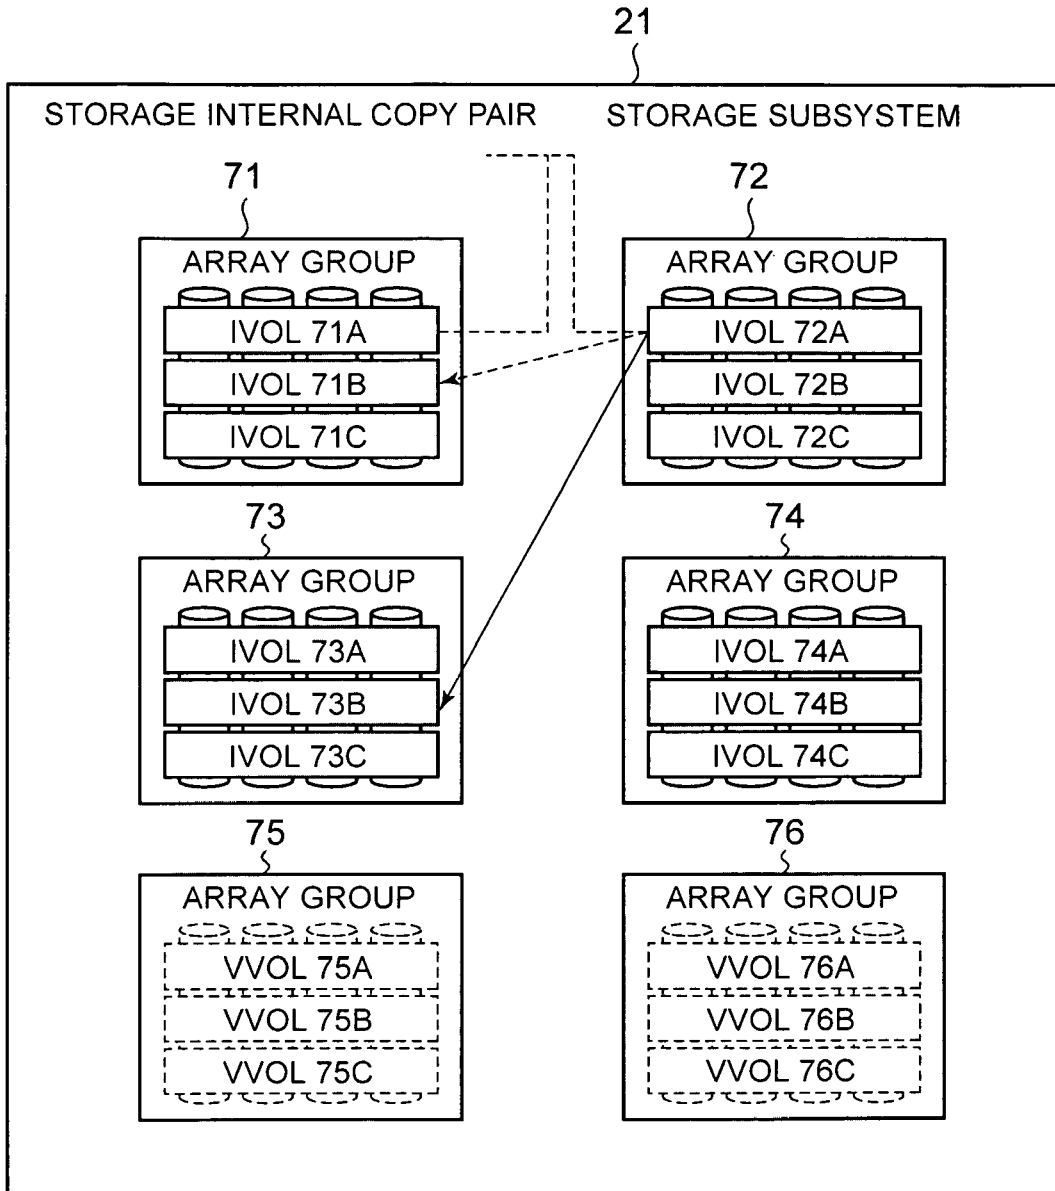 21
STORAGE INTERNAL COPY PAIR
STORAGE SUBSYSTEM
71
72
ARRAY GROUP
IVOL 71A
IVOL 71B
IVOL 71C
ARRAY GROUP
IVOL 72A
IVOL 72B
IVOL 72C
73
74
ARRAY GROUP
IVOL 73A
IVOL 73B
IVOL 73C
ARRAY GROUP
IVOL 74A
IVOL 74B
IVOL 74C
75
76
ARRAY GROUP
VVOL 75A
VVOL 75B
VVOL 75C
ARRAY GROUP
VVOL 76A
VVOL 76B
VVOL 76C